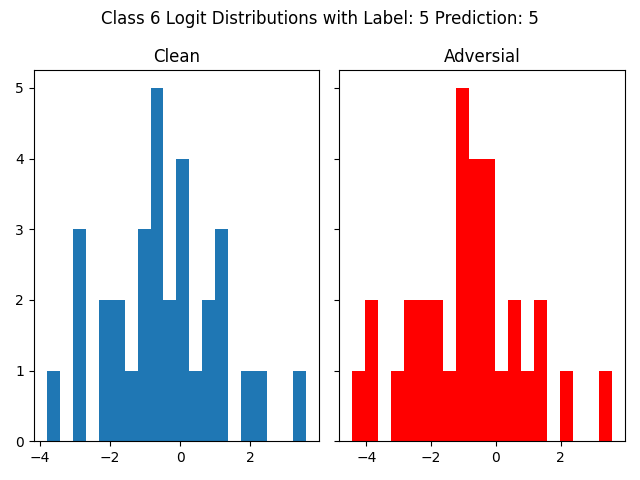 Class 6 Logit Distributions with Label: 5 Prediction: 5
Clean
Adversial
5
4
3
2
1
0
−4 −2 0 2
−4 −2 0 2